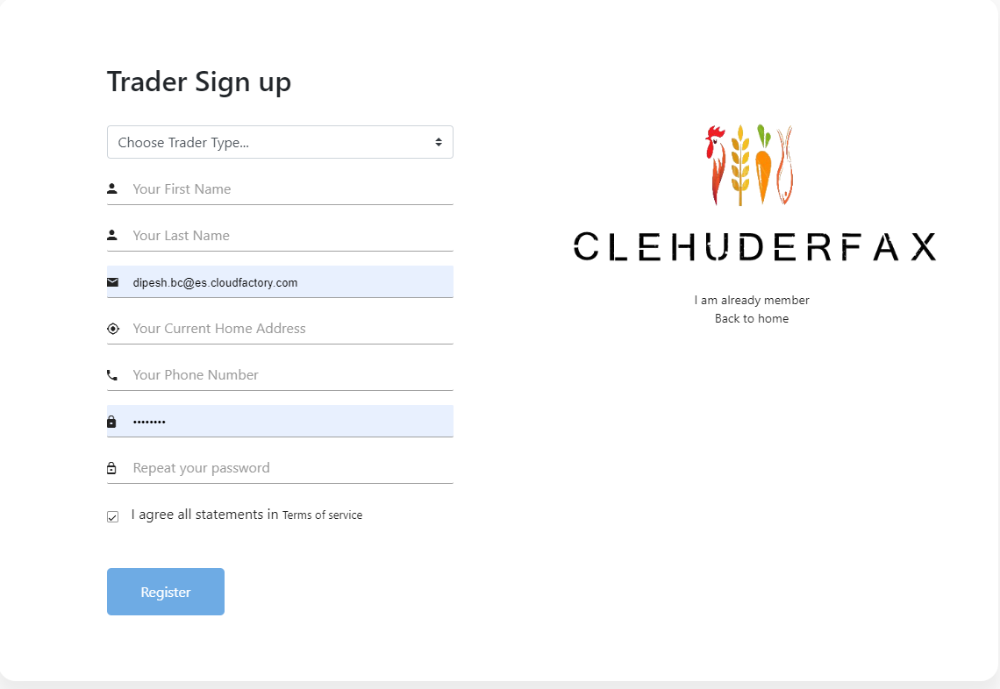 Trader Sign up
Choose Trader Type...
Your First Name
Your Last Name
dipesh.bc@es.cloudfactory.com
Your Current Home Address
Your Phone Number
••••••••
Repeat your password
I agree all statements in Terms of service
Register
CLEHUDERFAX
I am already member
Back to home